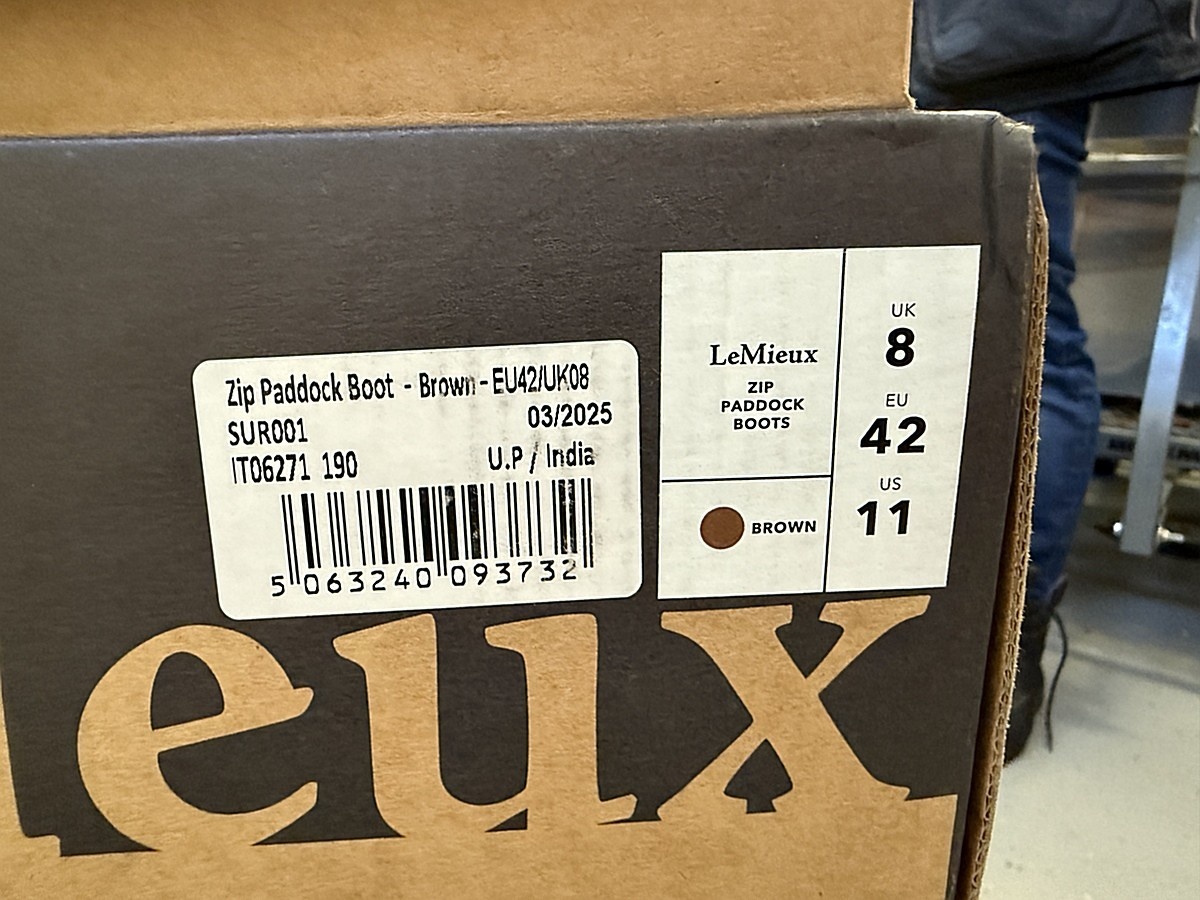 Zip Paddock Boot - Brown - EU42/UK08
SUR001 03/2025
IT06271 190 U.P / India
5 063240 093732
LeMieux
ZIP
PADDOCK
BOOTS
BROWN
UK
8
EU
42
US
11
eux